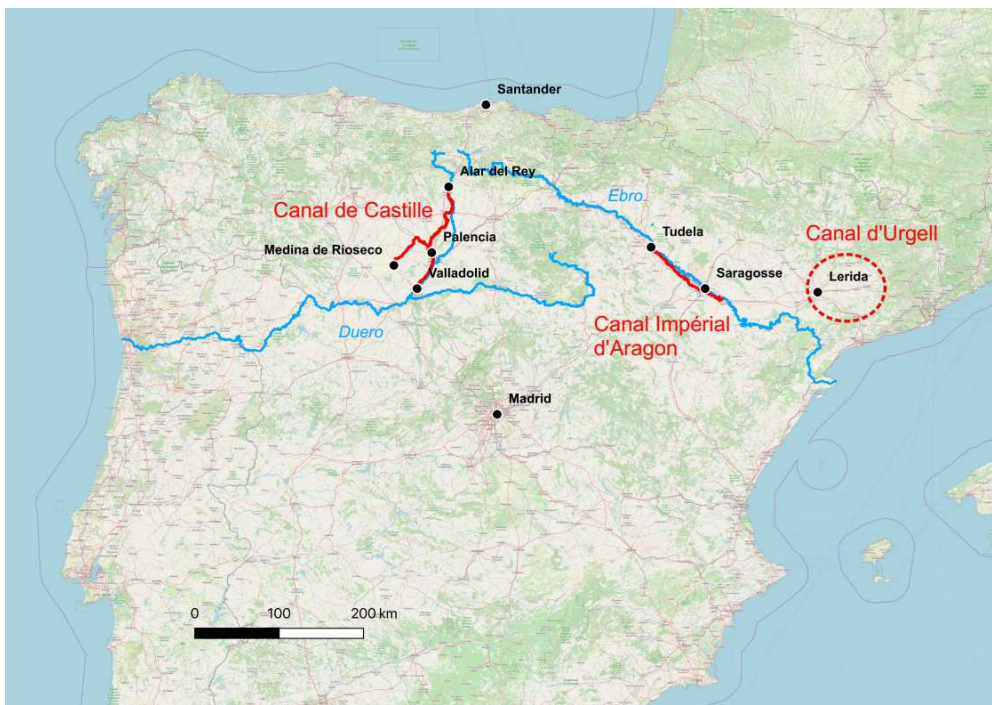 Santander
Alar del Rey
Ebro
Canal de Castille
Tudela
Canal d'Urgell
Palencia
Medina de Rioseco
Saragosse
Lerida
Valladolid
Canal Impérial
d'Aragon
Duero
Madrid
0 100 200 km